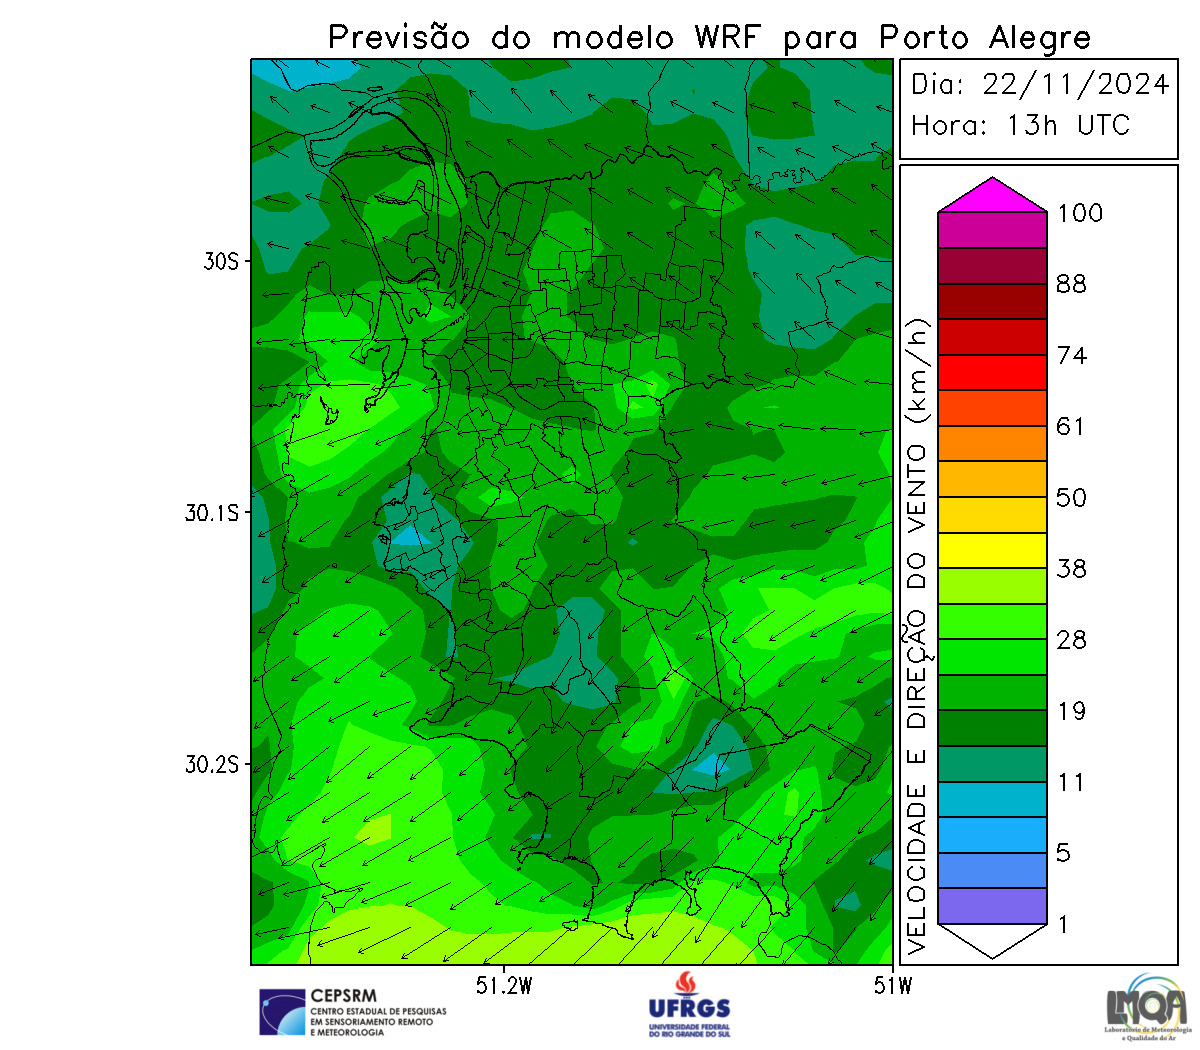 Previsão do modelo WRF para Porto Alegre
Dia: 22/11/2024
Hora: 13h UTC
30S
30.1S
30.2S
51.2W
51W
VELOCIDADE E DIREÇÃO DO VENTO (km/h)
100
88
74
61
50
38
28
19
11
5
1
CEPSRM
CENTRO ESTADUAL DE PESQUISAS
EM SENSORIAMENTO REMOTO
E METEOROLOGIA
UFRGS
UNIVERSIDADE FEDERAL
DO RIO GRANDE DO SUL
LMQA
Laboratório de Meteorologia
e Qualidade do Ar